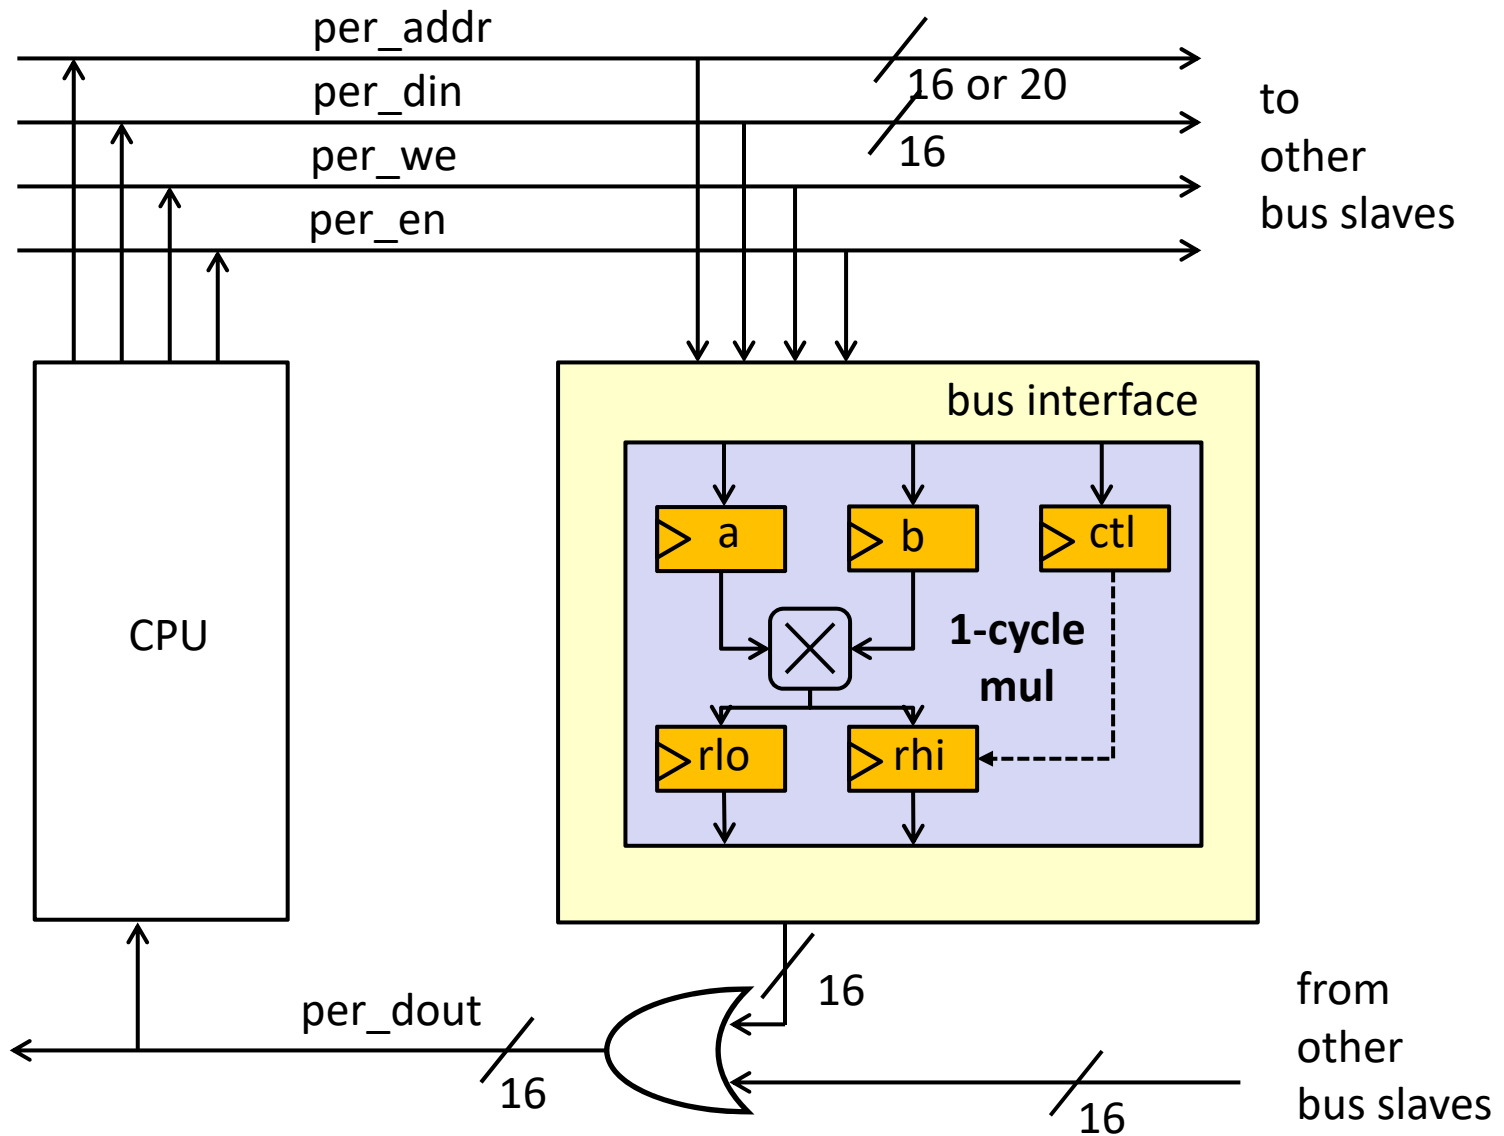 per_addr
16 or 20
per_din
16
per_we
per_en
to
other
bus slaves
bus interface
a
b
ctl
CPU
1-cycle
mul
rlo
rhi
16
per_dout
16
from
other
bus slaves
16